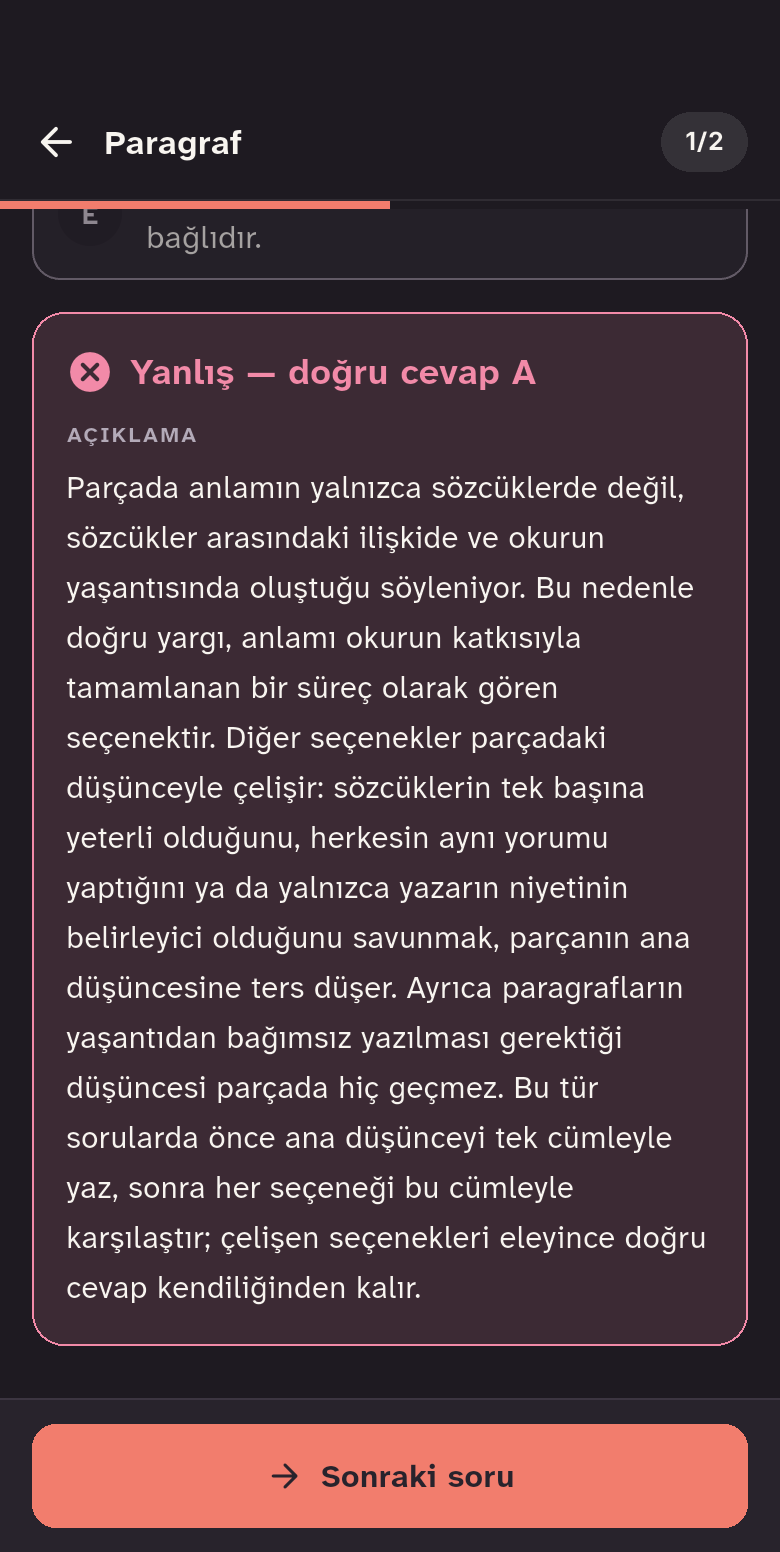 Paragraf
1/2
E
bağlıdır.
Yanlış — doğru cevap A
AÇIKLAMA
Parçada anlamın yalnızca sözcüklerde değil,
sözcükler arasındaki ilişkide ve okurun
yaşantısında oluştuğu söyleniyor. Bu nedenle
doğru yargı, anlamı okurun katkısıyla
tamamlanan bir süreç olarak gören
seçenektir. Diğer seçenekler parçadaki
düşünceyle çelişir: sözcüklerin tek başına
yeterli olduğunu, herkesin aynı yorumu
yaptığını ya da yalnızca yazarın niyetinin
belirleyici olduğunu savunmak, parçanın ana
düşüncesine ters düşer. Ayrıca paragrafların
yaşantıdan bağımsız yazılması gerektiği
düşüncesi parçada hiç geçmez. Bu tür
sorularda önce ana düşünceyi tek cümleyle
yaz, sonra her seçeneği bu cümleyle
karşılaştır; çelişen seçenekleri eleyince doğru
cevap kendiliğinden kalır.
Sonraki soru